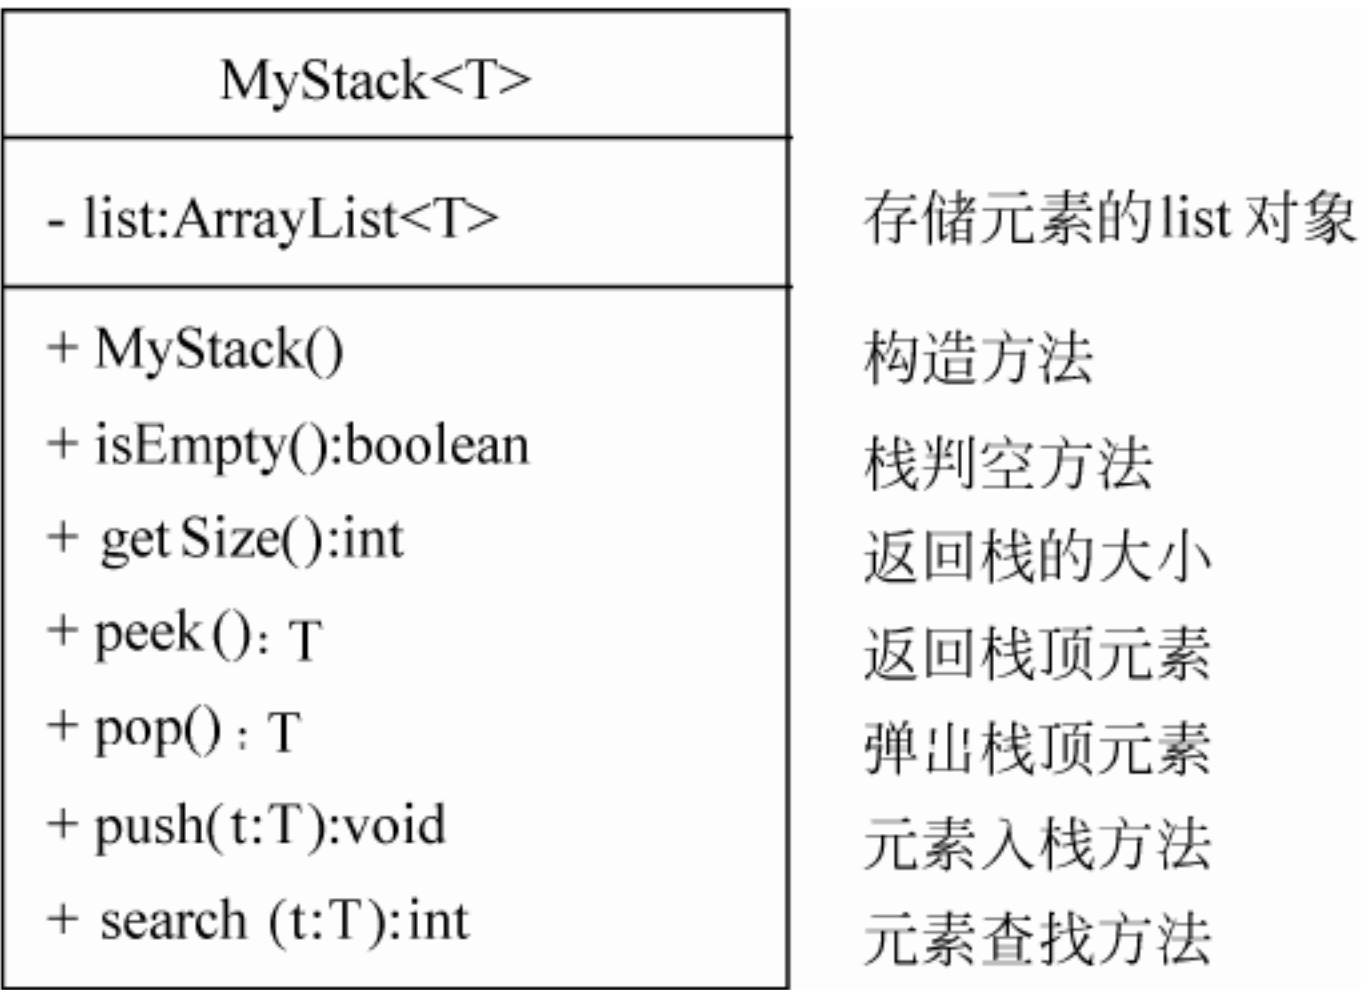 MyStack<T>
- list:ArrayList<T> 存储元素的list对象
+ MyStack() 构造方法
+ isEmpty():boolean 栈判空方法
+ getSize():int 返回栈的大小
+ peek(): T 返回栈顶元素
+ pop() : T 弹出栈顶元素
+ push(t:T):void 元素入栈方法
+ search (t:T):int 元素查找方法